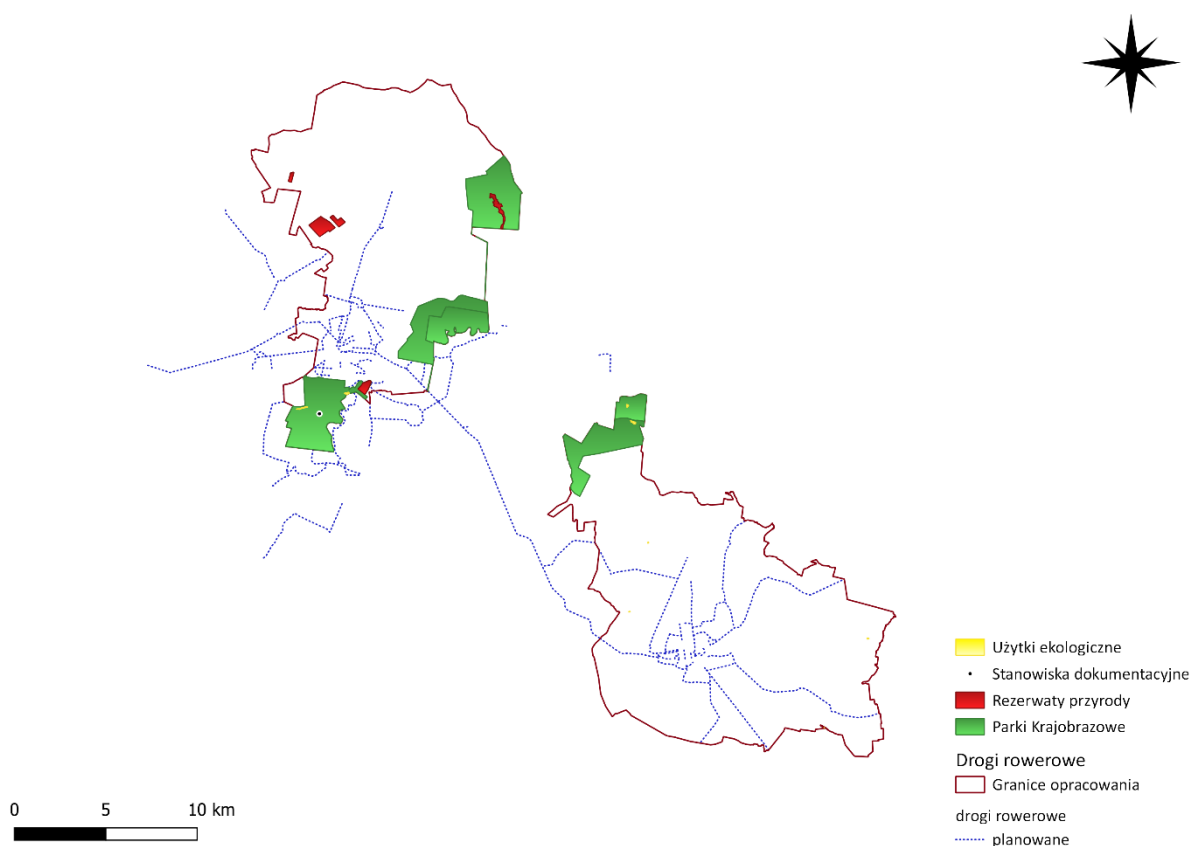 Użytki ekologiczne
Stanowiska dokumentacyjne
Rezerwaty przyrody
Parki Krajobrazowe
Drogi rowerowe
Granice opracowania
drogi rowerowe
planowane
0 5 10 km